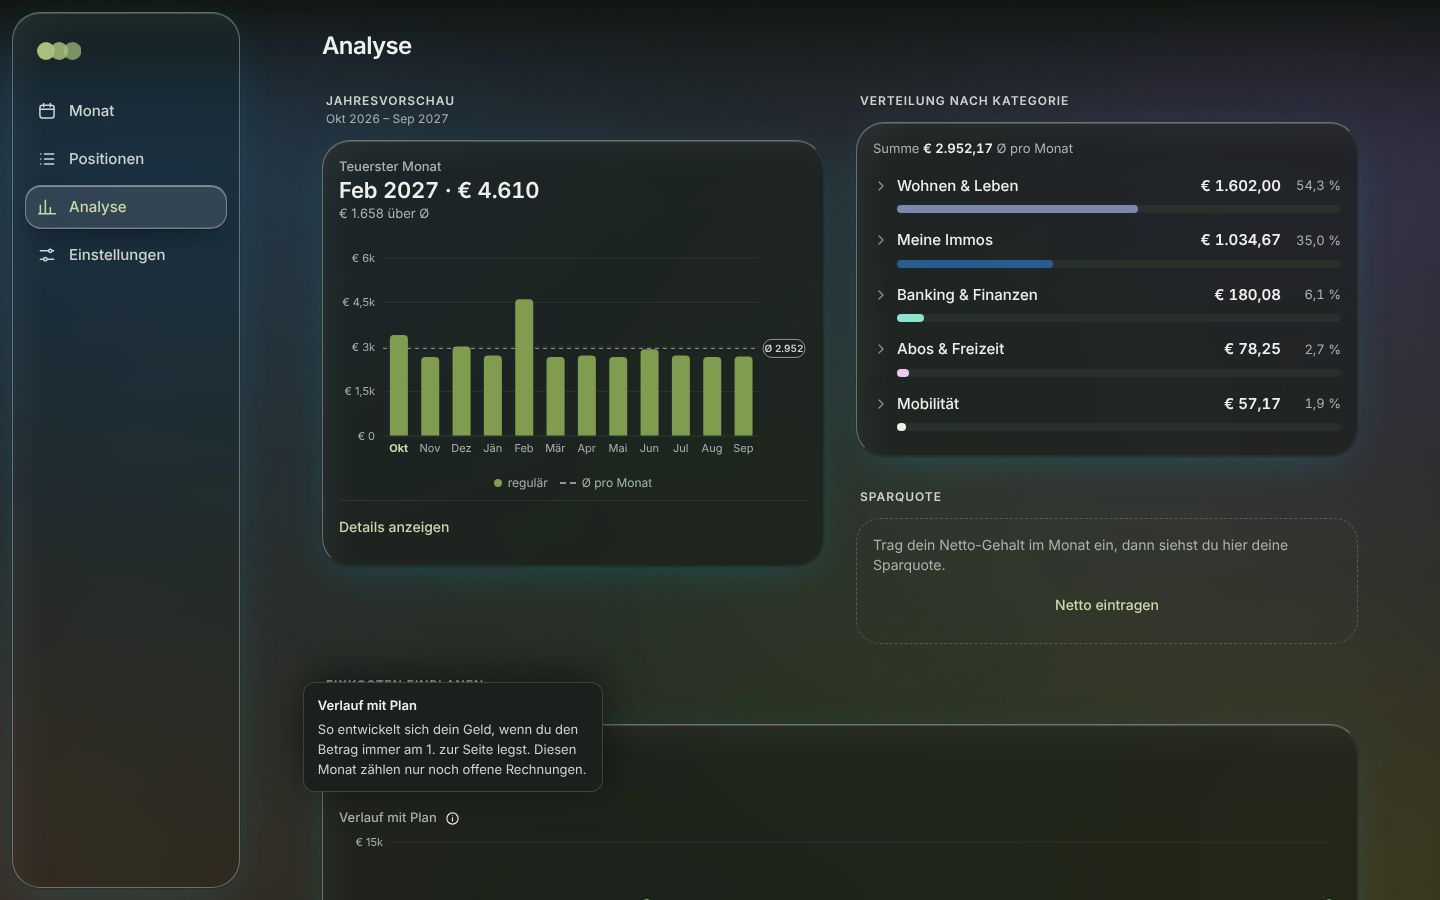 Analyse
Monat
Positionen
Analyse
Einstellungen
JAHRESVORSCHAU
Okt 2026 – Sep 2027
Teuerster Monat
Feb 2027 · € 4.610
€ 1.658 über Ø
€ 6k
€ 4,5k
€ 3k
€ 1,5k
€ 0
Ø 2.952
Okt Nov Dez Jän Feb Mär Apr Mai Jun Jul Aug Sep
regulär Ø pro Monat
Details anzeigen
VERTEILUNG NACH KATEGORIE
Summe € 2.952,17 Ø pro Monat
Wohnen & Leben € 1.602,00 54,3 %
Meine Immos € 1.034,67 35,0 %
Banking & Finanzen € 180,08 6,1 %
Abos & Freizeit € 78,25 2,7 %
Mobilität € 57,17 1,9 %
SPARQUOTE
Trag dein Netto-Gehalt im Monat ein, dann siehst du hier deine
Sparquote.
Netto eintragen
Verlauf mit Plan
So entwickelt sich dein Geld, wenn du den
Betrag immer am 1. zur Seite legst. Diesen
Monat zählen nur noch offene Rechnungen.
Verlauf mit Plan
€ 15k